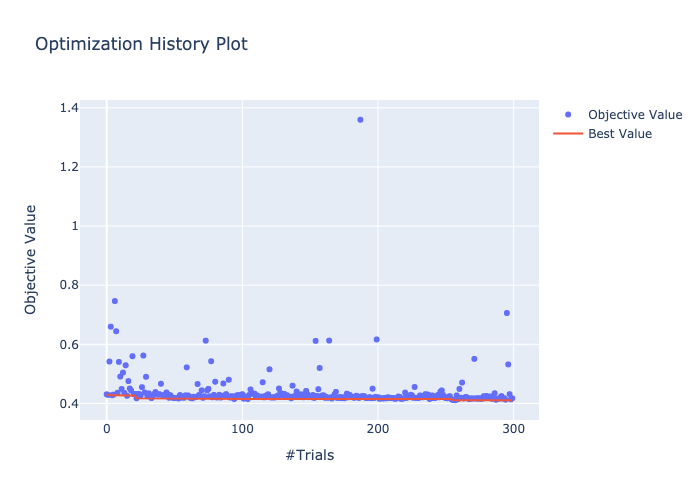 Optimization History Plot
Objective Value
Best Value
Objective Value
1.4
1.2
1
0.8
0.6
0.4
0
100
200
300
#Trials